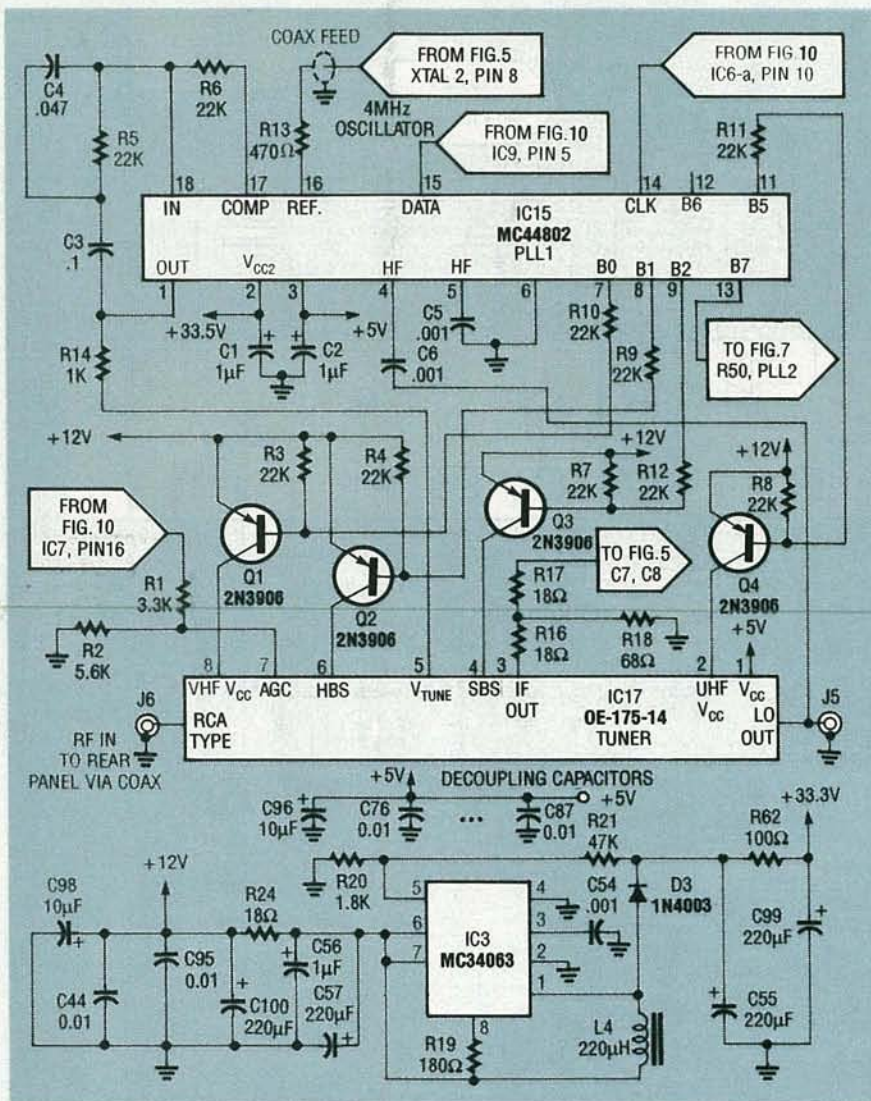 COAX FEED
FROM FIG.5
XTAL 2, PIN 8
FROM FIG.10
IC6-a, PIN 10
C4
.047
R6
22K
R5
22K
R13
470Ω
4MHz
OSCILLATOR
FROM FIG.10
IC9, PIN 5
R11
22K
18 17 16 15 14 12 11
IN COMP REF. DATA CLK B6 B5
IC15
MC44802
PLL1
C3
.1
OUT VCC2 HF HF B0 B1 B2 B7
1 2 3 4 5 6 7 8 9 13
+33.5V
+5V
C5
.001
R10
22K
R14
1K
C1
1µF
C2
1µF
C6
.001
R9
22K
TO FIG.7
R50, PLL2
+12V
R3
22K
R4
22K
+12V
+12V
R7
22K
R12
22K
R8
22K
FROM
FIG. 10
IC7, PIN16
Q3
2N3906
TO FIG.5
C7, C8
Q1
2N3906
R17
18Ω
Q4
2N3906
R1
3.3K
Q2
2N3906
R16
18Ω
R18
68Ω
+5V
R2
5.6K
8 7 6 5 4 3 2 1
VHF VCC AGC HBS VTUNE SBS IF
OUT
UHF
VCC
VCC
J6
RCA
TYPE
IC17
OE-175-14
TUNER
LO
OUT
J5
RF IN
TO REAR
PANEL VIA COAX
+5V
DECOUPLING CAPACITORS
+33.3V
C96
10µF
C76
0.01
...
C87
0.01
+5V
R62
100Ω
R21
47K
+12V
R20
1.8K
C54
.001
D3
1N4003
C98
10µF
R24
18Ω
5 4
6 3
7 2
1
8
IC3
MC34063
C99
220µF
C95
0.01
C56
1µF
C44
0.01
C100
220µF
C57
220µF
R19
180Ω
L4
220µH
C55
220µF